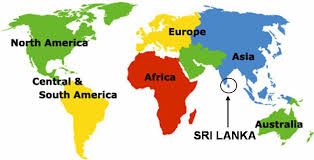 North America
Europe
Asia
Central &
South America
Africa
SRI LANKA
Australia